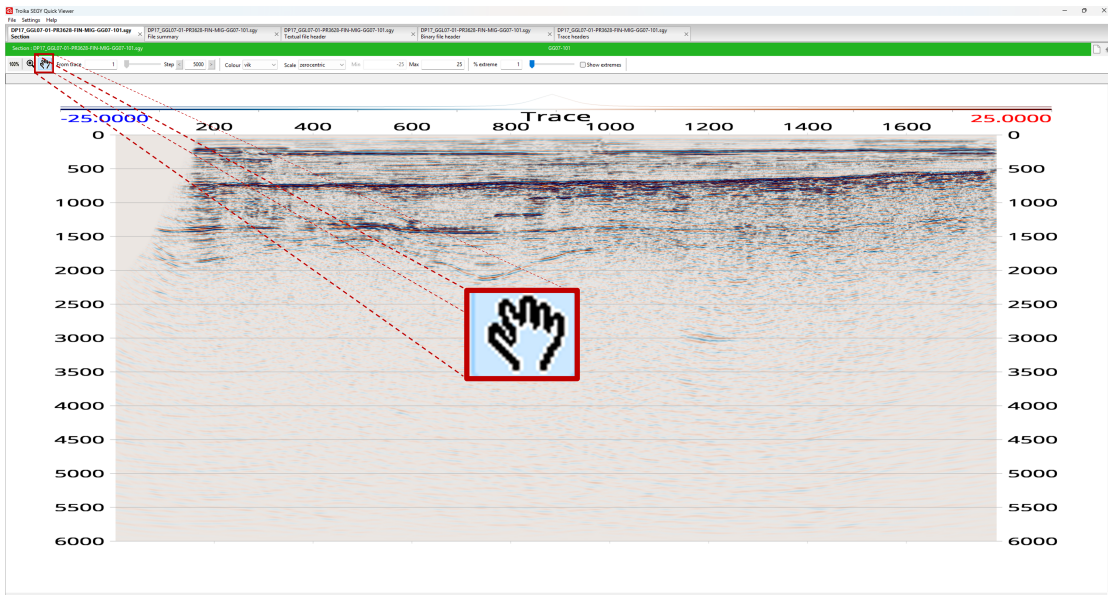 Troika SEGY Quick Viewer
File Settings Help
DP17_GGL07-01-PR3628-FIN-MIG-GG07-101.sgy
Section
DP17_GGL07-01-PR3628-FIN-MIG-GG07-101.sgy
File summary
DP17_GGL07-01-PR3628-FIN-MIG-GG07-101.sgy
Textual file header
DP17_GGL07-01-PR3628-FIN-MIG-GG07-101.sgy
Binary file header
DP17_GGL07-01-PR3628-FIN-MIG-GG07-101.sgy
Trace headers
Section : DP17_GGL07-01-PR3628-FIN-MIG-GG07-101.sgy GG07-101
100% From trace 1 Step < 5000 > Colour vik Scale zerocentric Min -25 Max 25 % extreme 1 Show extremes
-25.0000 Trace 25.0000
200 400 600 800 1000 1200 1400 1600
0 0
500 500
1000 1000
1500 1500
2000 2000
2500 2500
3000 3000
3500 3500
4000 4000
4500 4500
5000 5000
5500 5500
6000 6000